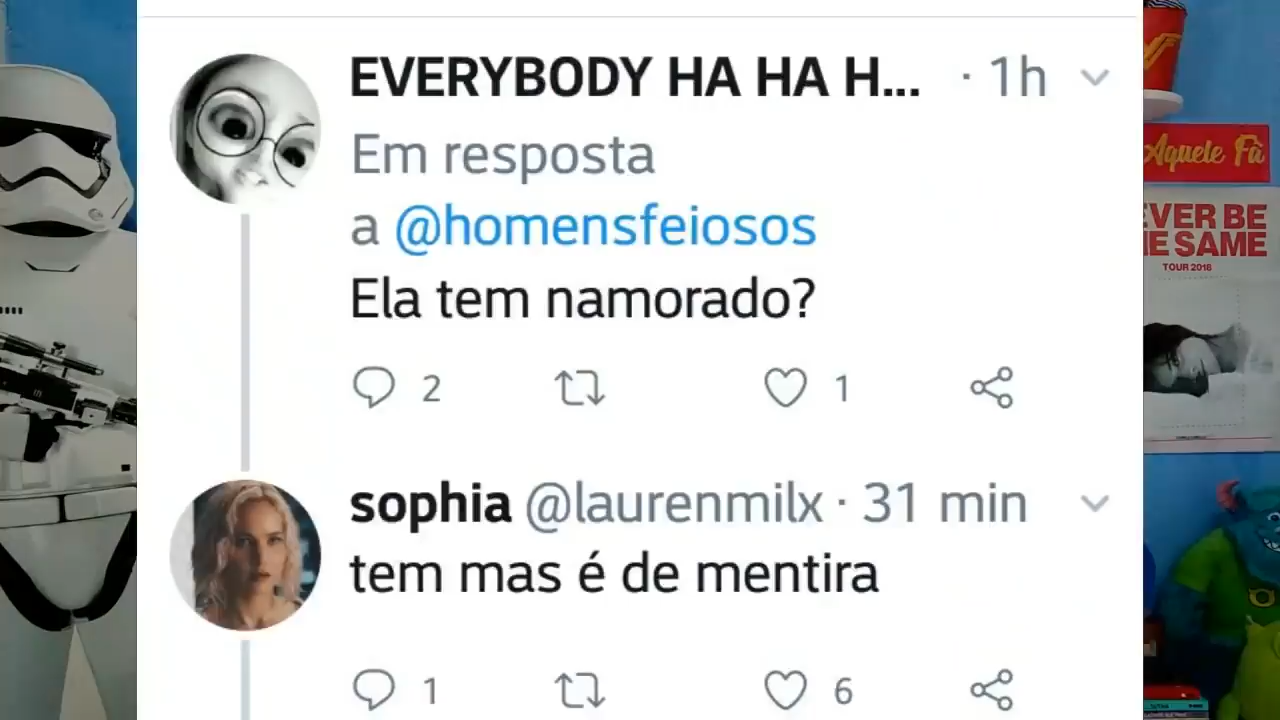 EVERYBODY HA HA H... · 1h
Em resposta
a @homensfeiosos
Ela tem namorado?
2 1
sophia @laurenmilx · 31 min
tem mas é de mentira
1 6
Aquele Fã
EVER BE
E SAME
TOUR 2018